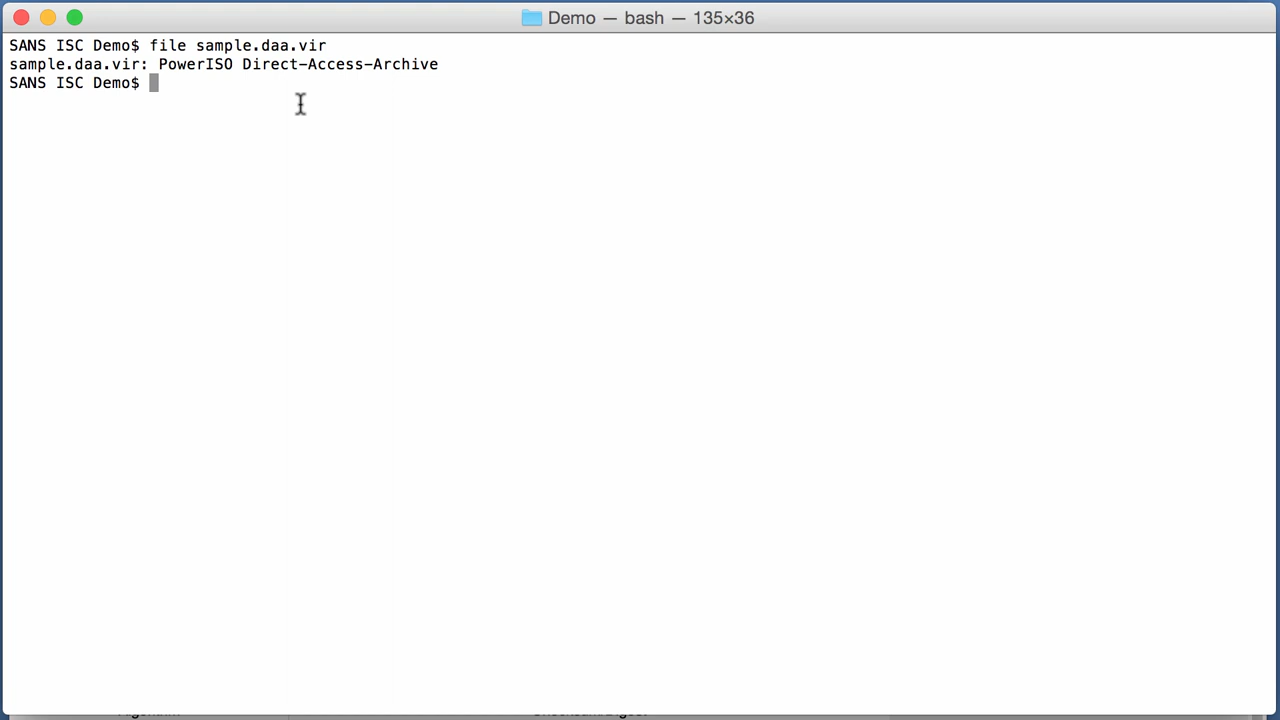 Demo — bash — 135×36
SANS ISC Demo$ file sample.daa.vir
sample.daa.vir: PowerISO Direct-Access-Archive
SANS ISC Demo$